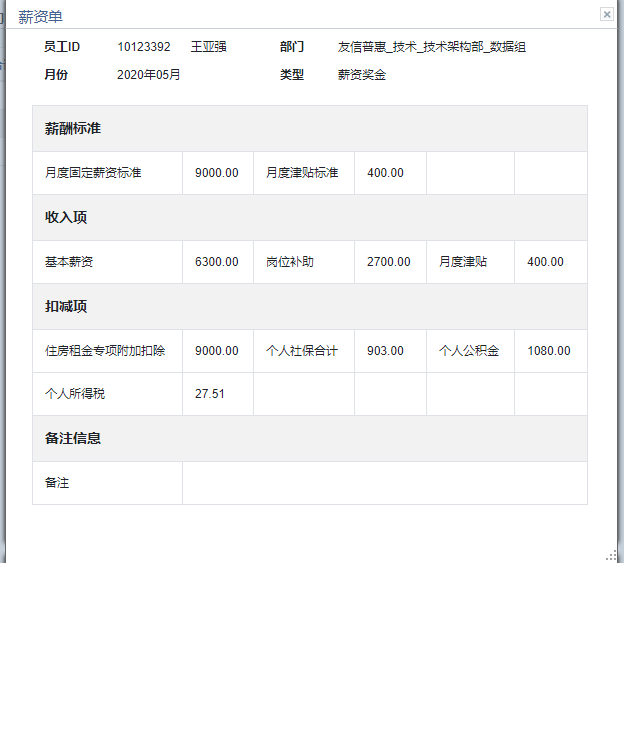 薪资单
员工ID 10123392 王亚强 部门 友信普惠_技术_技术架构部_数据组
月份 2020年05月 类型 薪资奖金
薪酬标准
月度固定薪资标准 9000.00 月度津贴标准 400.00
收入项
基本薪资 6300.00 岗位补助 2700.00 月度津贴 400.00
扣减项
住房租金专项附加扣除 9000.00 个人社保合计 903.00 个人公积金 1080.00
个人所得税 27.51
备注信息
备注